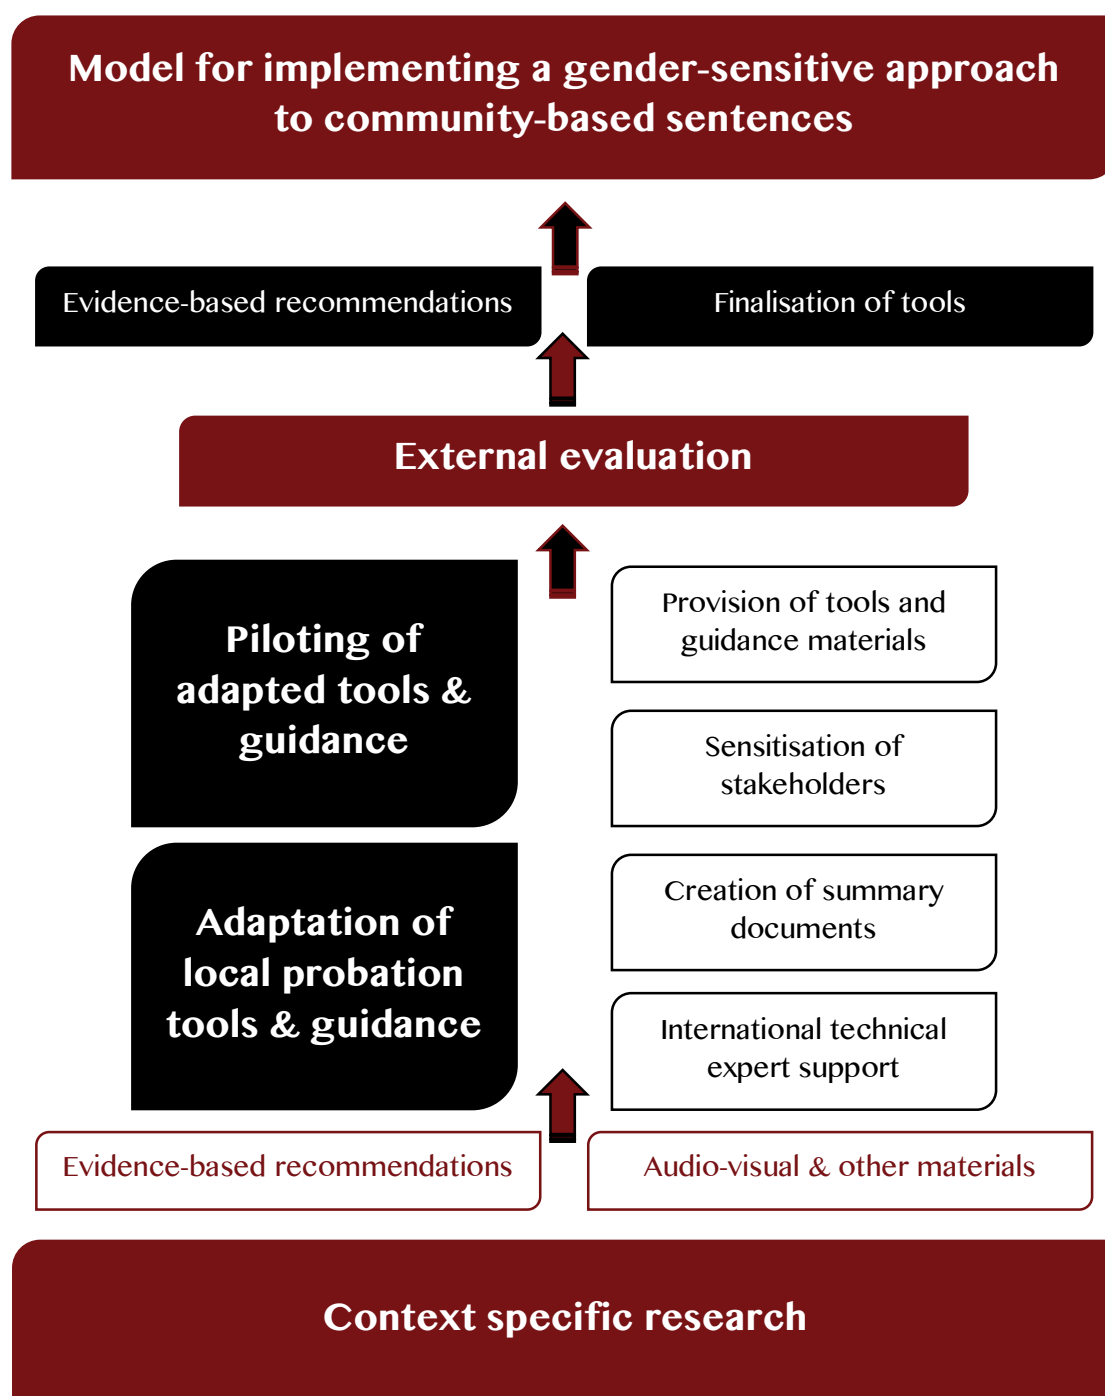 Model for implementing a gender-sensitive approach
to community-based sentences
Evidence-based recommendations
Finalisation of tools
External evaluation
Piloting of
adapted tools &
guidance
Provision of tools and
guidance materials
Sensitisation of
stakeholders
Adaptation of
local probation
tools & guidance
Creation of summary
documents
International technical
expert support
Evidence-based recommendations
Audio-visual & other materials
Context specific research